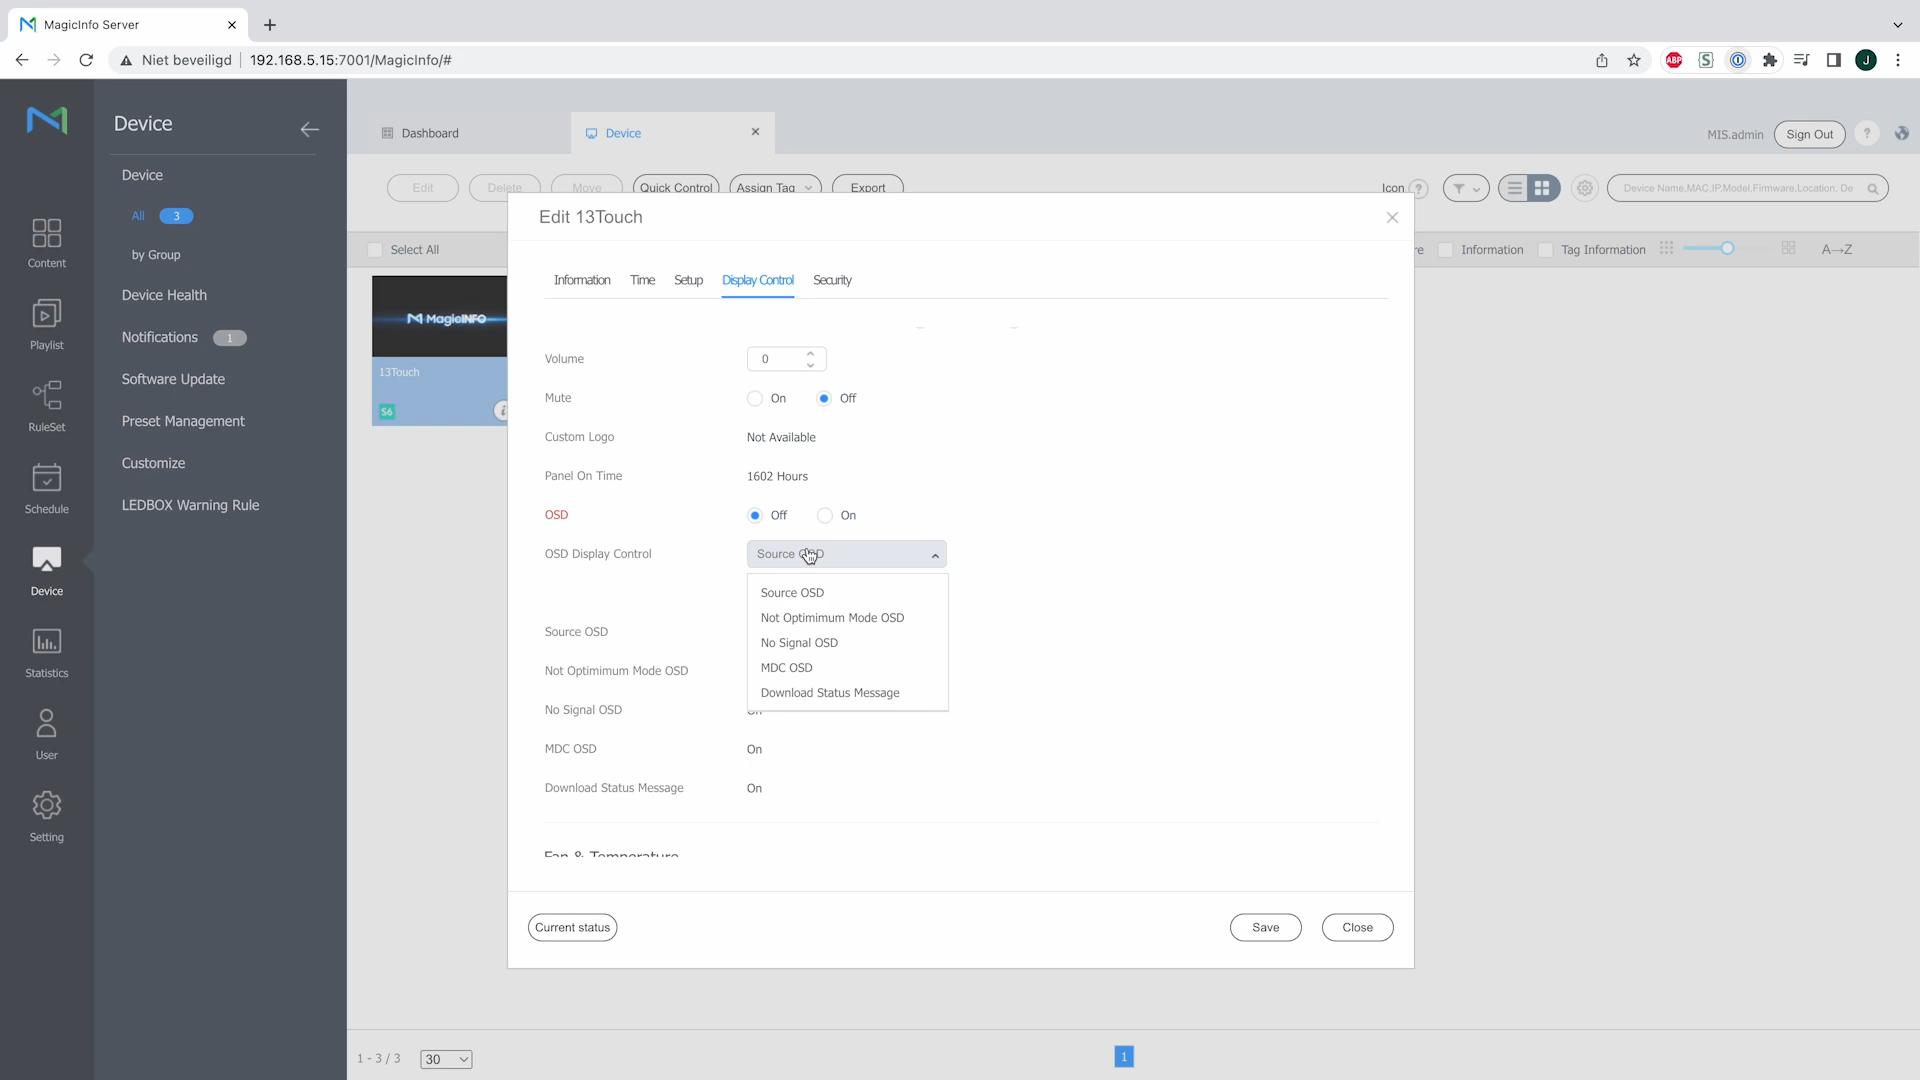 MagicInfo Server
Niet beveiligd
192.168.5.15:7001/MagicInfo/#
ABP
J
Device
Dashboard
Device
MIS.admin
Sign Out
?
Device
All 3
by Group
Device Health
Notifications 1
Software Update
Preset Management
Customize
LEDBOX Warning Rule
Content
Playlist
RuleSet
Schedule
Device
Statistics
User
Setting
Edit
Delete
Move
Quick Control
Assign Tag
Export
Icon ?
Device Name,MAC,IP,Model,Firmware,Location, De
Select All
re
Information
Tag Information
A→Z
MagicINFO
13Touch
S6
i
Edit 13Touch
Information
Time
Setup
Display Control
Security
Volume
0
Mute
On
Off
Custom Logo
Not Available
Panel On Time
1602 Hours
OSD
Off
On
OSD Display Control
Source OSD
Source OSD
Not Optimimum Mode OSD
No Signal OSD
MDC OSD
Download Status Message
Source OSD
Not Optimimum Mode OSD
No Signal OSD
On
MDC OSD
On
Download Status Message
On
Fan & Temperature
Current status
Save
Close
1 - 3 / 3
30
1